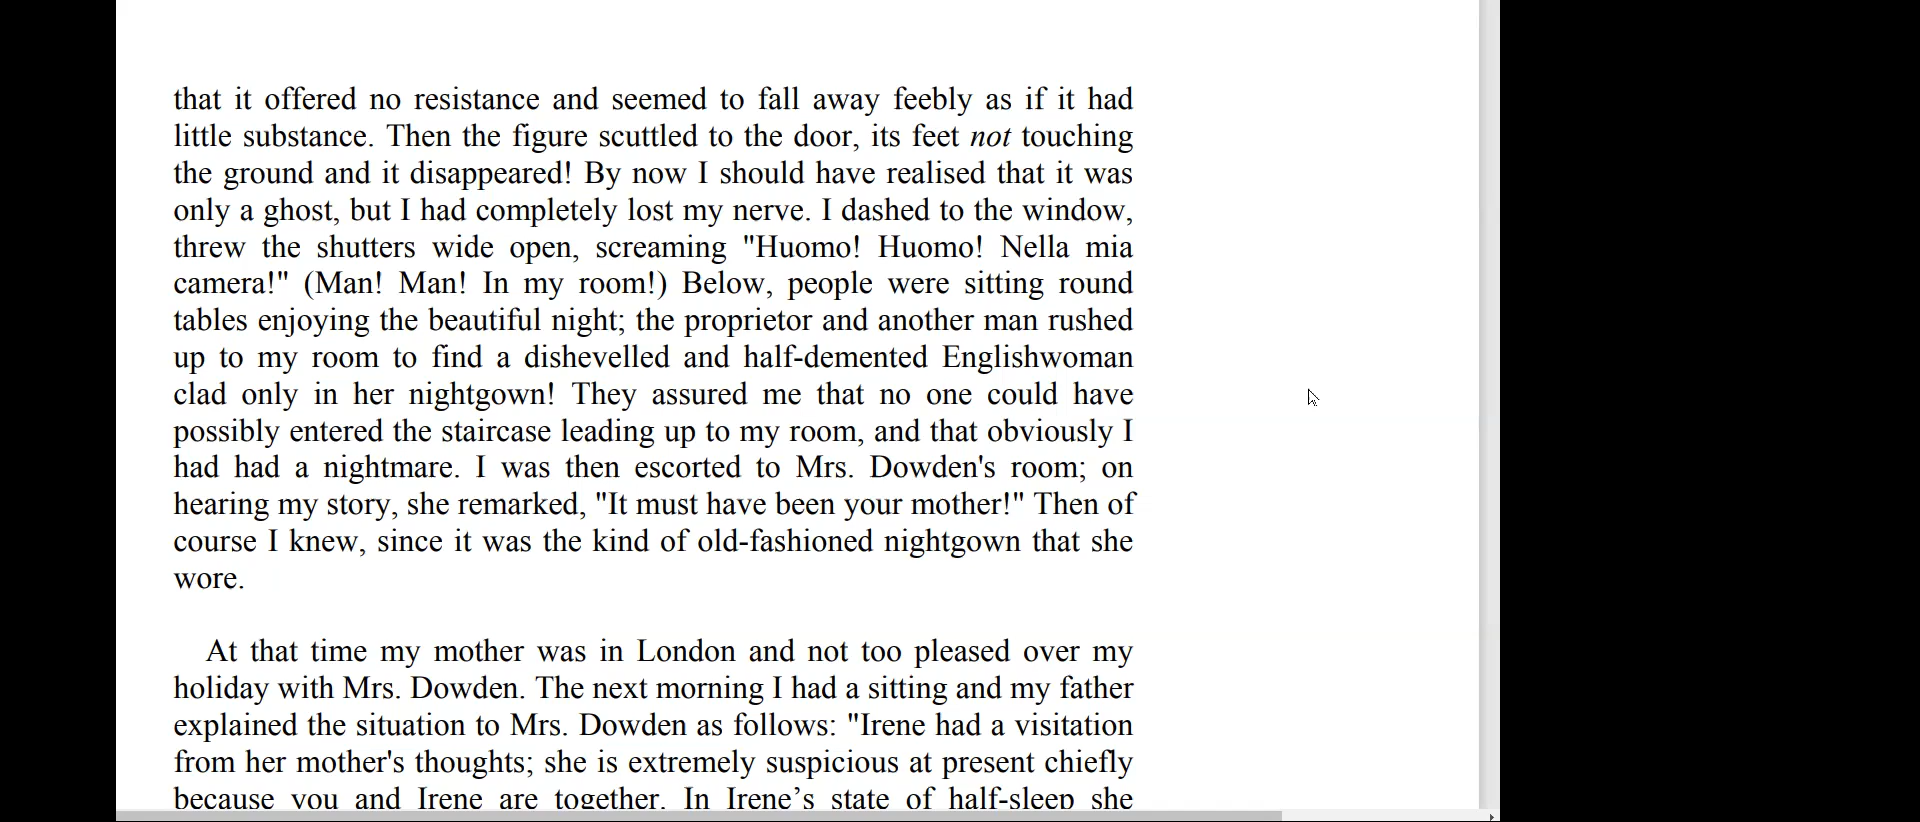 that it offered no resistance and seemed to fall away feebly as if it had
little substance. Then the figure scuttled to the door, its feet not touching
the ground and it disappeared! By now I should have realised that it was
only a ghost, but I had completely lost my nerve. I dashed to the window,
threw the shutters wide open, screaming "Huomo! Huomo! Nella mia
camera!" (Man! Man! In my room!) Below, people were sitting round
tables enjoying the beautiful night; the proprietor and another man rushed
up to my room to find a dishevelled and half-demented Englishwoman
clad only in her nightgown! They assured me that no one could have
possibly entered the staircase leading up to my room, and that obviously I
had had a nightmare. I was then escorted to Mrs. Dowden's room; on
hearing my story, she remarked, "It must have been your mother!" Then of
course I knew, since it was the kind of old-fashioned nightgown that she
wore.
At that time my mother was in London and not too pleased over my
holiday with Mrs. Dowden. The next morning I had a sitting and my father
explained the situation to Mrs. Dowden as follows: "Irene had a visitation
from her mother's thoughts; she is extremely suspicious at present chiefly
because you and Irene are together. In Irene’s state of half-sleep she